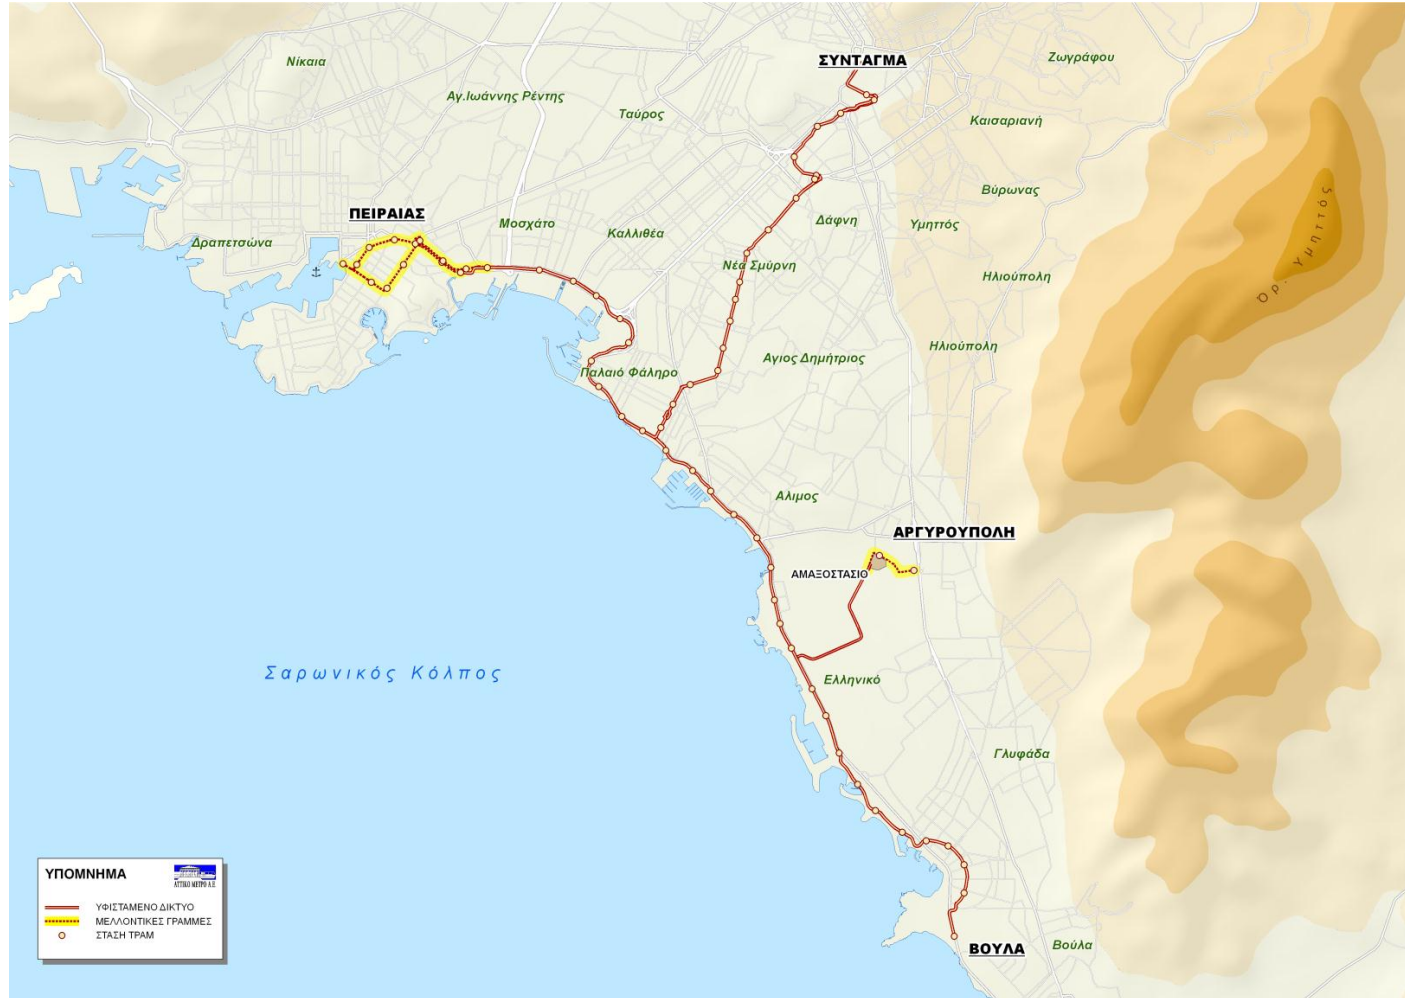 ΣΥΝΤΑΓΜΑ
Ζωγράφου
Νίκαια
Αγ.Ιωάννης Ρέντης
Ταύρος
Καισαριανή
Βύρωνας
ΠΕΙΡΑΙΑΣ
Μοσχάτο
Καλλιθέα
Δάφνη
Υμηττός
Όρ. Υμηττός
Δραπετσώνα
Νέα Σμύρνη
Ηλιούπολη
Ηλιούπολη
Αγιος Δημήτριος
Παλαιό Φάληρο
Αλιμος
ΑΡΓΥΡΟΥΠΟΛΗ
ΑΜΑΞΟΣΤΑΣΙΟ
Σαρωνικός Κόλπος
Ελληνικό
Γλυφάδα
ΒΟΥΛΑ
Βούλα
ΥΠΟΜΝΗΜΑ
ΑΤΤΙΚΟ ΜΕΤΡΟ Α.Ε
ΥΦΙΣΤΑΜΕΝΟ ΔΙΚΤΥΟ
ΜΕΛΛΟΝΤΙΚΕΣ ΓΡΑΜΜΕΣ
ΣΤΑΣΗ ΤΡΑΜ